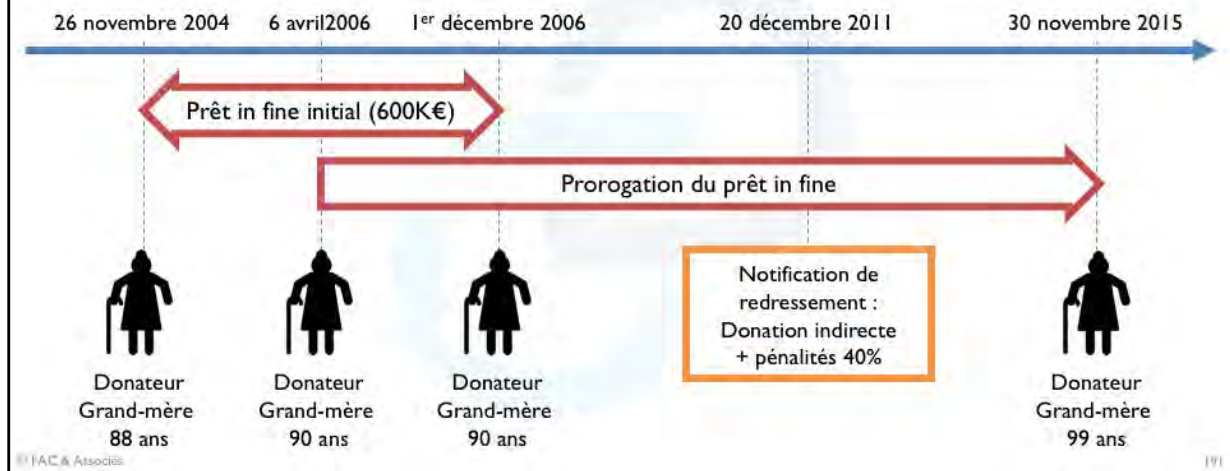 26 novembre 2004
6 avril2006
1er décembre 2006
20 décembre 2011
30 novembre 2015
Prêt in fine initial (600K€)
Prorogation du prêt in fine
Notification de
redressement :
Donation indirecte
+ pénalités 40%
Donateur
Grand-mère
88 ans
Donateur
Grand-mère
90 ans
Donateur
Grand-mère
90 ans
Donateur
Grand-mère
99 ans
© FAC & Associés
191